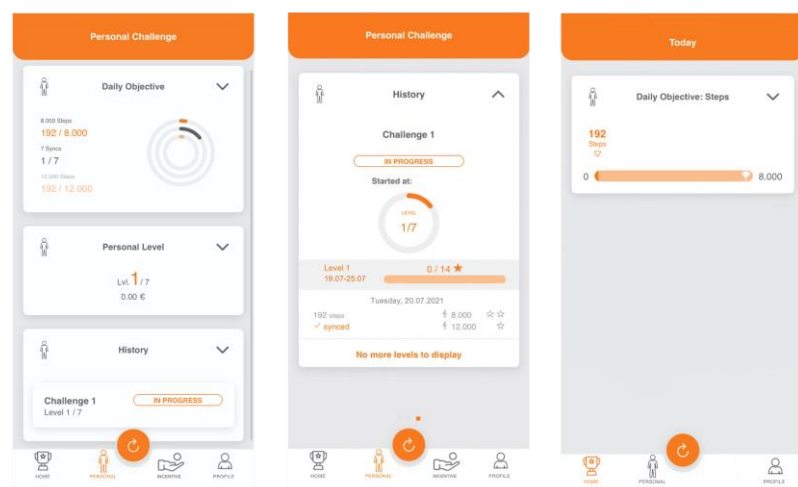 Personal Challenge
Daily Objective
8.000 Steps
192 / 8.000
7 Syncs
1 / 7
12.000 Steps
192 / 12.000
Personal Level
Lvl. 1 / 7
0.00 €
History
Challenge 1
IN PROGRESS
Level 1 / 7
HOME
PERSONAL
INCENTIVE
PROFILE
Personal Challenge
History
Challenge 1
IN PROGRESS
Started at:
LEVEL
1/7
Level 1
0 / 14 ★
19.07-25.07
Tuesday, 20.07.2021
192 steps
8.000 ☆☆
✓ synced
12.000 ☆
No more levels to display
HOME
PERSONAL
INCENTIVE
PROFILE
Today
Daily Objective: Steps
192
Steps
0
8.000
HOME
PERSONAL
PROFILE